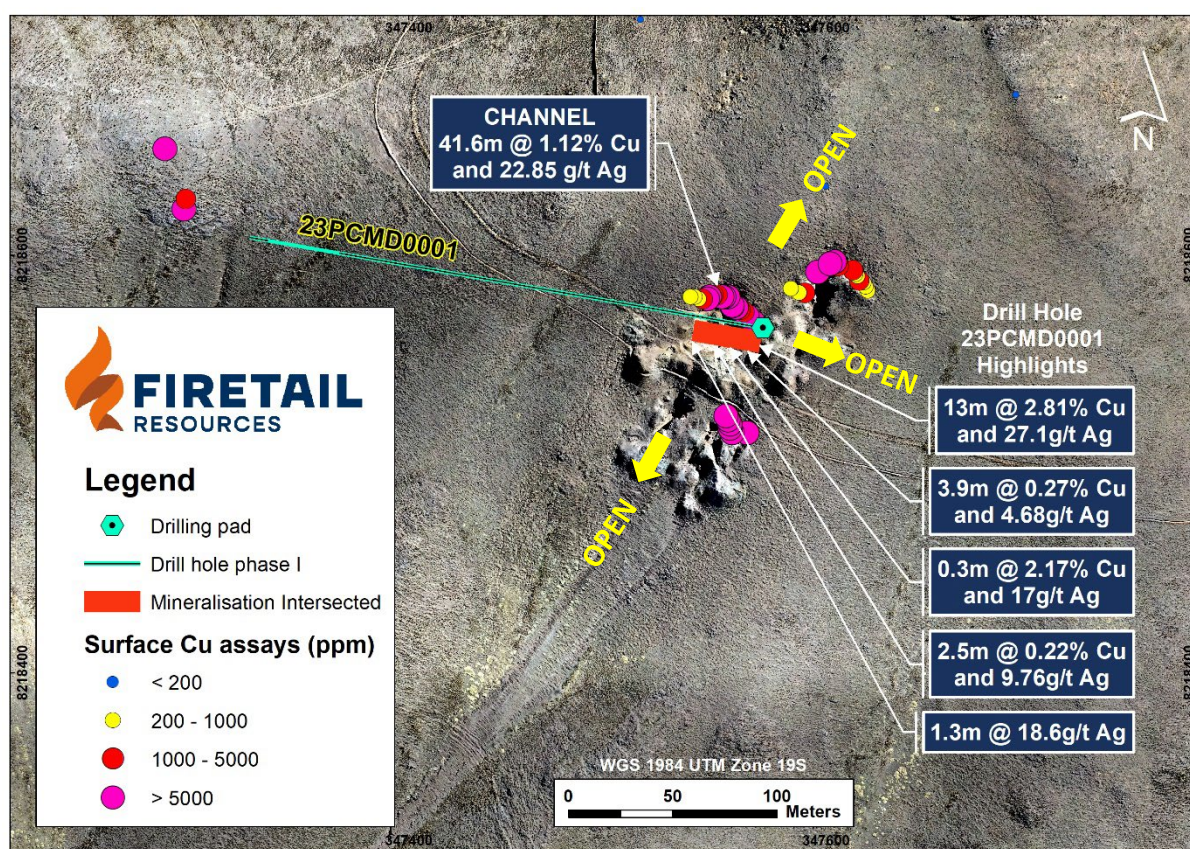 347400
347600
CHANNEL
41.6m @ 1.12% Cu
and 22.85 g/t Ag
OPEN
N
23PCMD0001
8218600
8218600
OPEN
OPEN
Drill Hole
23PCMD0001
Highlights
13m @ 2.81% Cu
and 27.1g/t Ag
3.9m @ 0.27% Cu
and 4.68g/t Ag
0.3m @ 2.17% Cu
and 17g/t Ag
2.5m @ 0.22% Cu
and 9.76g/t Ag
1.3m @ 18.6g/t Ag
FIRETAIL
RESOURCES
Legend
Drilling pad
Drill hole phase I
Mineralisation Intersected
Surface Cu assays (ppm)
< 200
200 - 1000
1000 - 5000
> 5000
8218400
8218400
WGS 1984 UTM Zone 19S
0 50 100
Meters
347400
347600